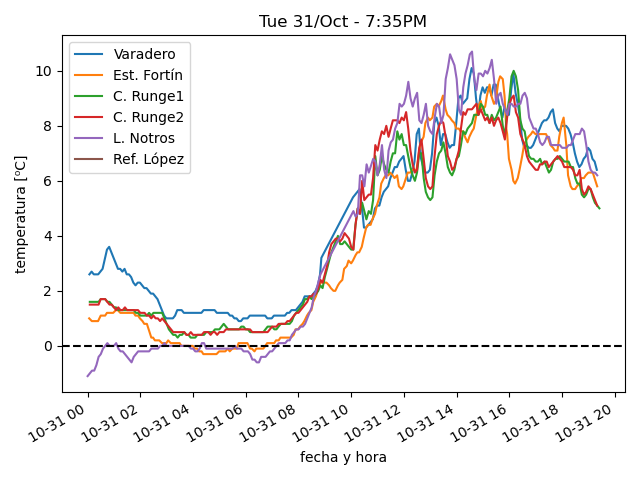 Tue 31/Oct - 7:35PM
Varadero
Est. Fortín
C. Runge1
C. Runge2
L. Notros
Ref. López
temperatura [ºC]
10
8
6
4
2
0
10-31 00
10-31 02
10-31 04
10-31 06
10-31 08
10-31 10
10-31 12
10-31 14
10-31 16
10-31 18
10-31 20
fecha y hora